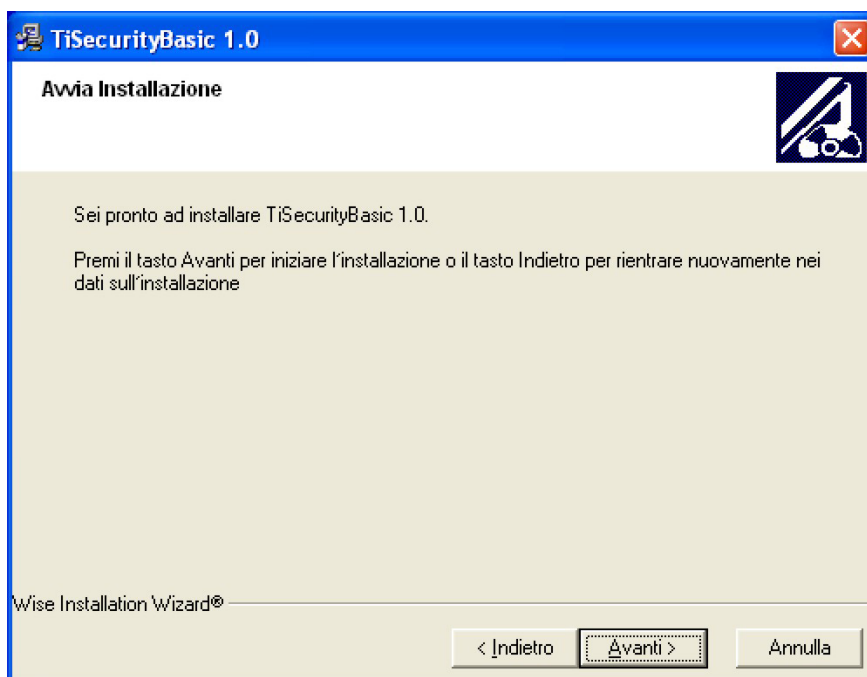 TiSecurityBasic 1.0
Avvia Installazione
Sei pronto ad installare TiSecurityBasic 1.0.
Premi il tasto Avanti per iniziare l´installazione o il tasto Indietro per rientrare nuovamente nei
dati sull´installazione
Wise Installation Wizard®
< Indietro
Avanti >
Annulla